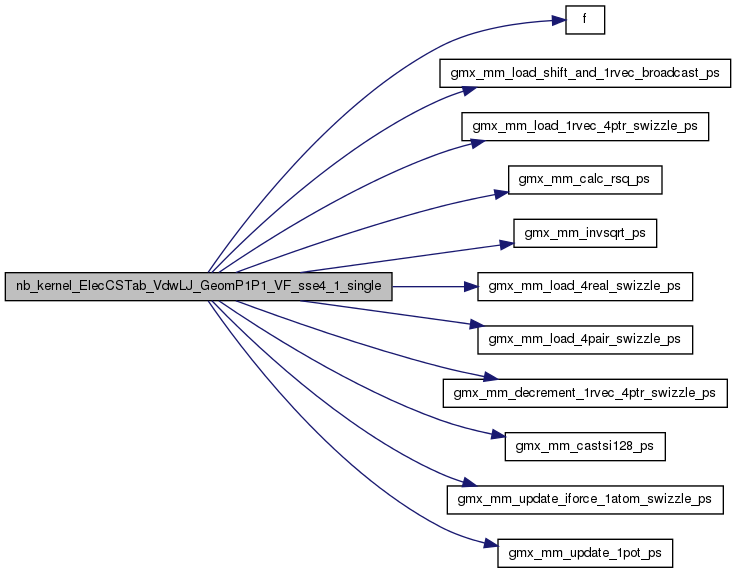 f
gmx_mm_load_shift_and_1rvec_broadcast_ps
gmx_mm_load_1rvec_4ptr_swizzle_ps
gmx_mm_calc_rsq_ps
gmx_mm_invsqrt_ps
nb_kernel_ElecCSTab_VdwLJ_GeomP1P1_VF_sse4_1_single
gmx_mm_load_4real_swizzle_ps
gmx_mm_load_4pair_swizzle_ps
gmx_mm_decrement_1rvec_4ptr_swizzle_ps
gmx_mm_castsi128_ps
gmx_mm_update_iforce_1atom_swizzle_ps
gmx_mm_update_1pot_ps